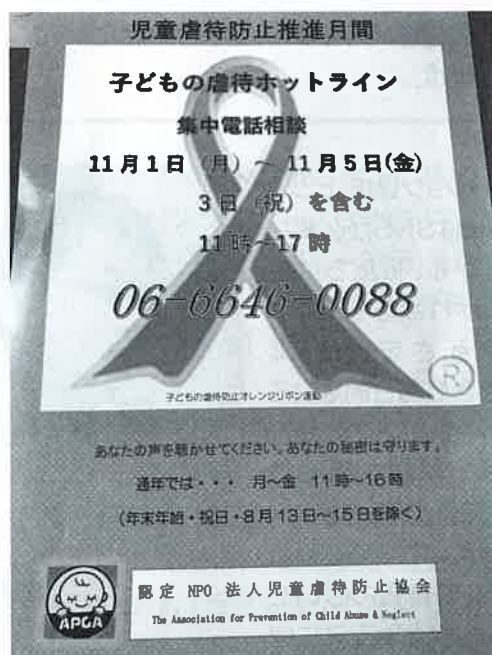 児童虐待防止推進月間
子どもの虐待ホットライン
集中電話相談
11月1日（月）～11月5日(金)
3日（祝）を含む
11時～17時
06-6646-0088
R
子どもの虐待防止オレンジリボン運動
あなたの声を聴かせてください。あなたの秘密は守ります。
通年では・・・ 月～金 11時～16時
（年末年始・祝日・8月13日～15日を除く）
APCA
認定 NPO 法人児童虐待防止協会
The Association for Prevention of Child Abuse & Neglect